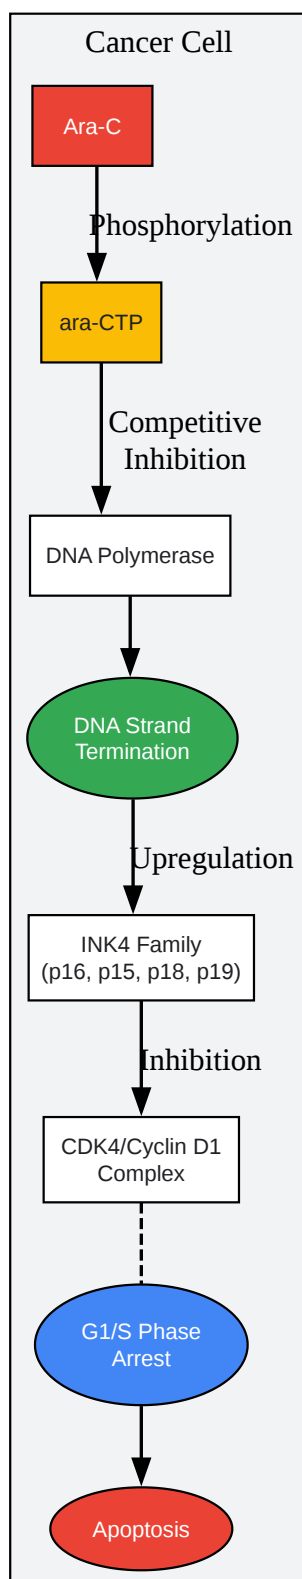 Cancer Cell
Ara-C
Phosphorylation
ara-CTP
Competitive
Inhibition
DNA Polymerase
DNA Strand
Termination
Upregulation
INK4 Family
(p16, p15, p18, p19)
Inhibition
CDK4/Cyclin D1
Complex
G1/S Phase
Arrest
Apoptosis